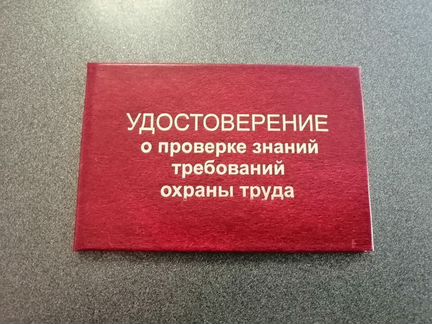 УДОСТОВЕРЕНИЕ
о проверке знаний
требований
охраны труда